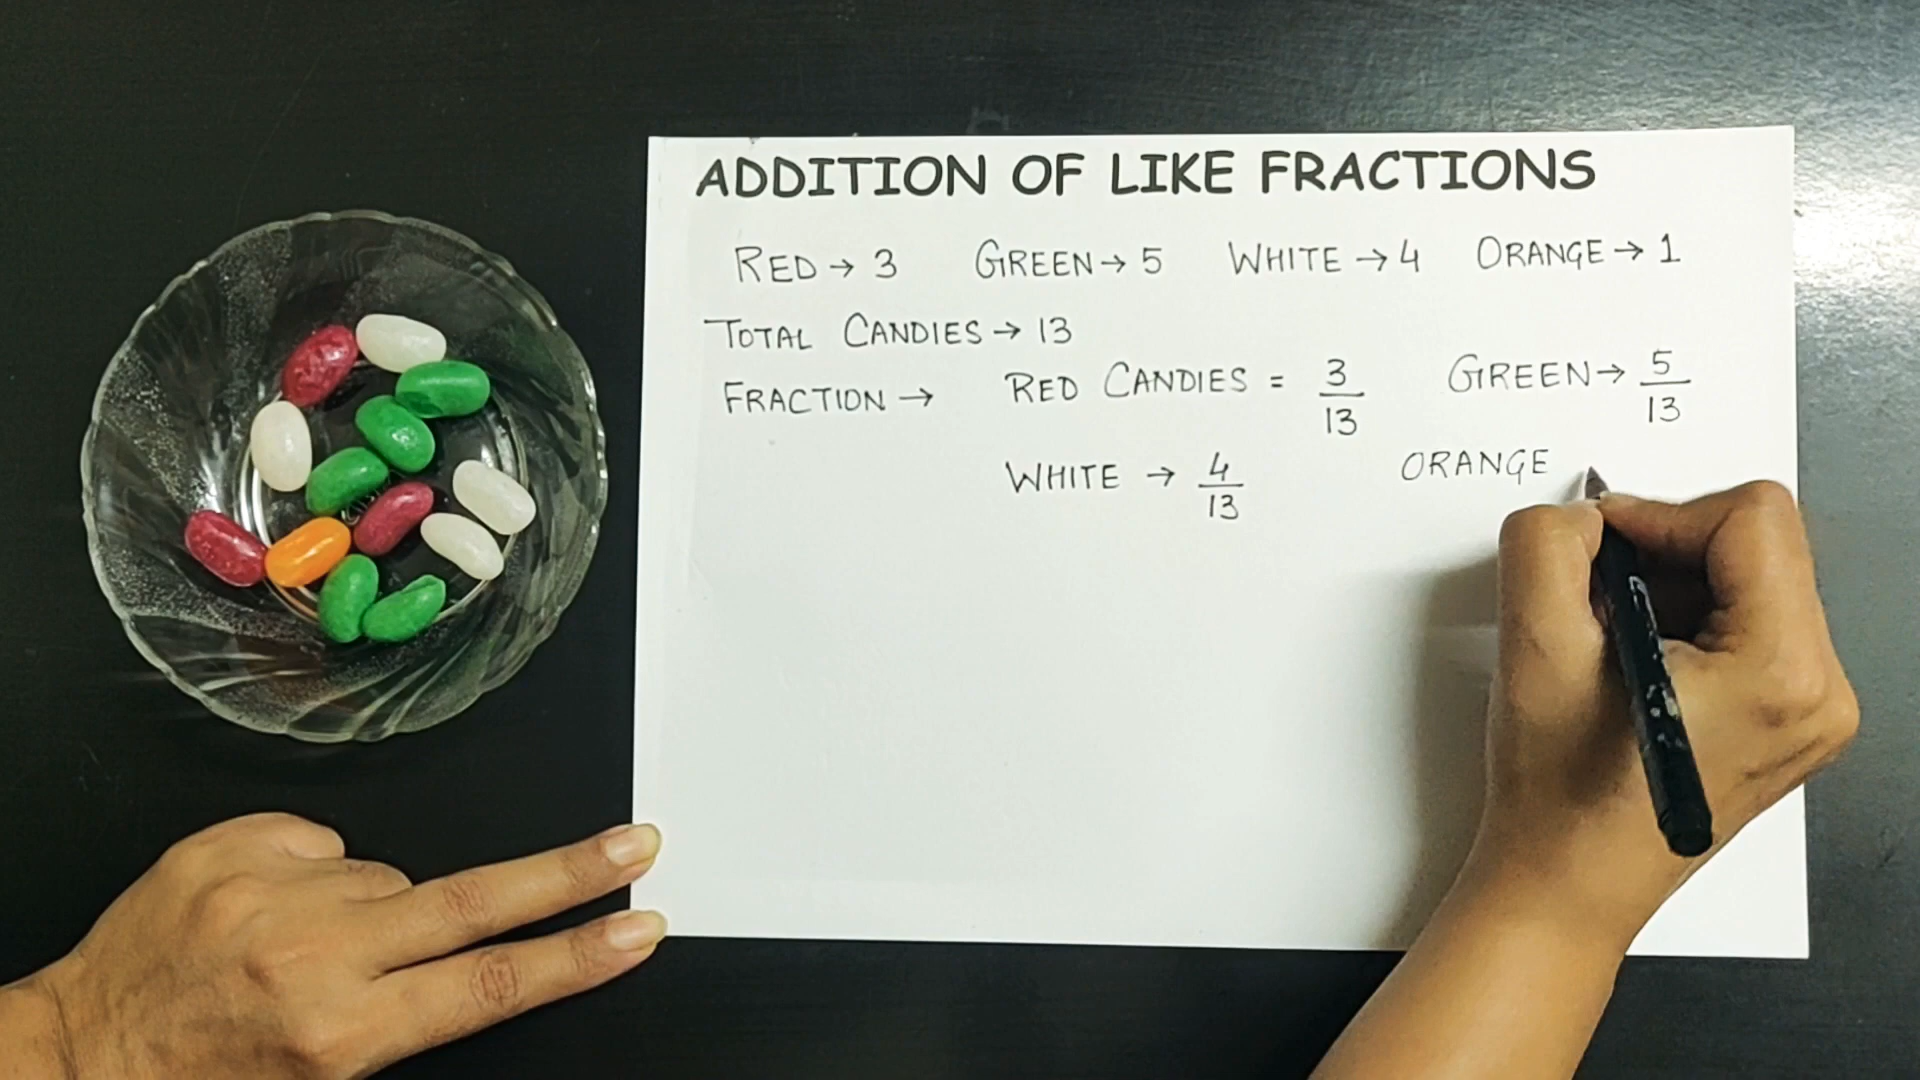 ADDITION OF LIKE FRACTIONS
RED → 3 GREEN → 5 WHITE → 4 ORANGE → 1
TOTAL CANDIES → 13
FRACTION → RED CANDIES = 3/13 GREEN → 5/13
WHITE → 4/13 ORANGE